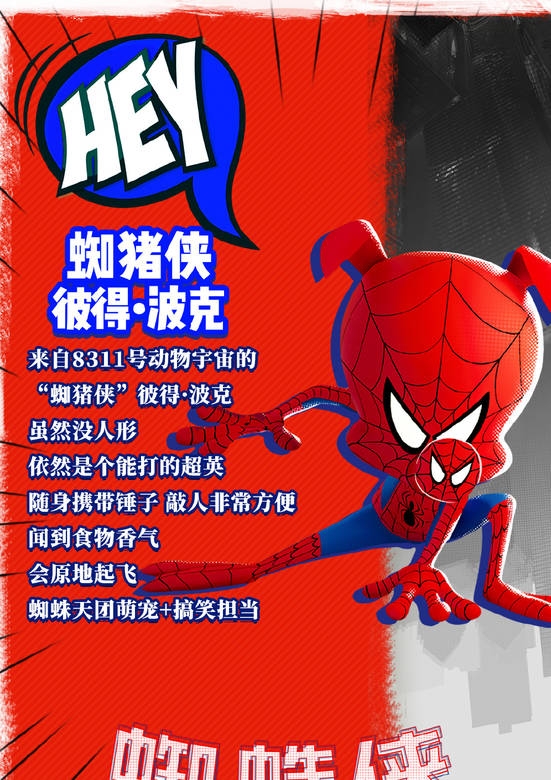 HEY
蜘猪侠
彼得·波克
来自8311号动物宇宙的
“蜘猪侠”彼得·波克
虽然没人形
依然是个能打的超英
随身携带锤子 敲人非常方便
闻到食物香气
会原地起飞
蜘蛛天团萌宠+搞笑担当
蜘蛛侠